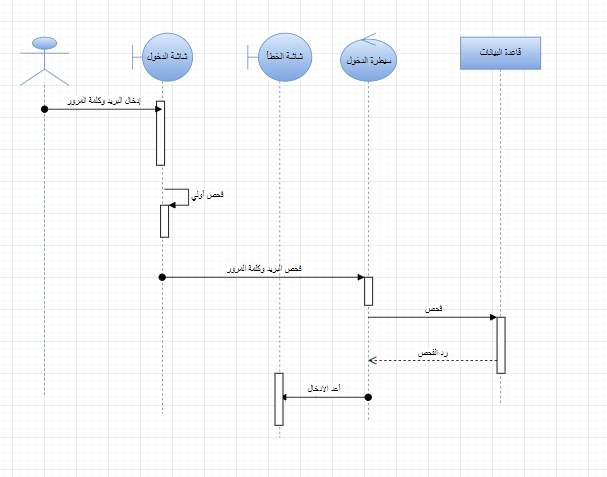 شاشة الدخول
شاشة الخطأ
سيطرة الدخول
قاعدة البيانات
إدخال البريد وكلمة المرور
فحص أولي
فحص البريد وكلمة المرور
فحص
رد الفحص
أعد الإدخال